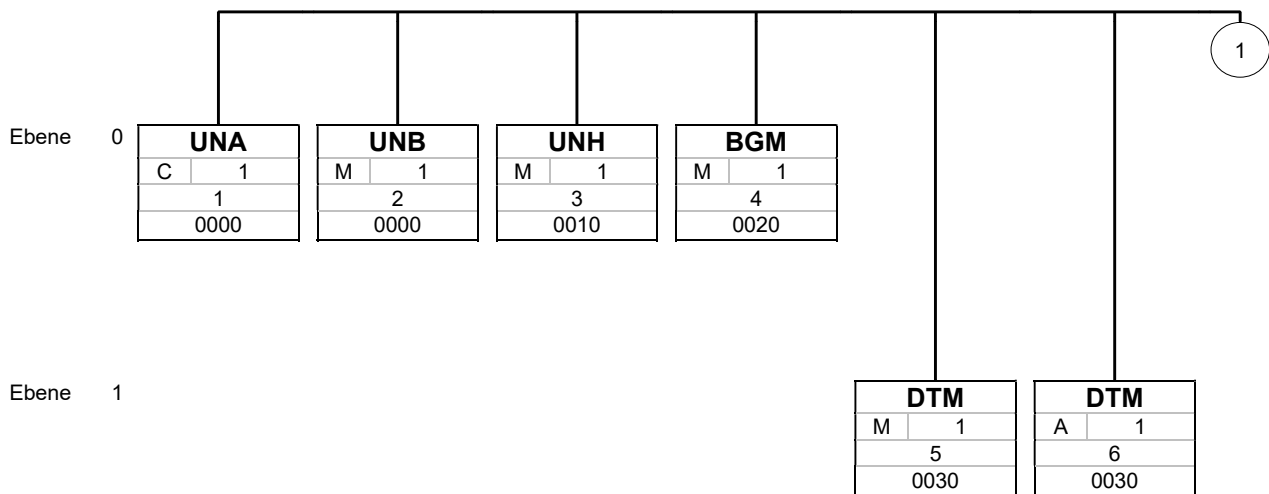 1
Ebene 0 UNA UNB UNH BGM
C 1 M 1 M 1 M 1
1 2 3 4
0000 0000 0010 0020
Ebene 1 DTM DTM
M 1 A 1
5 6
0030 0030